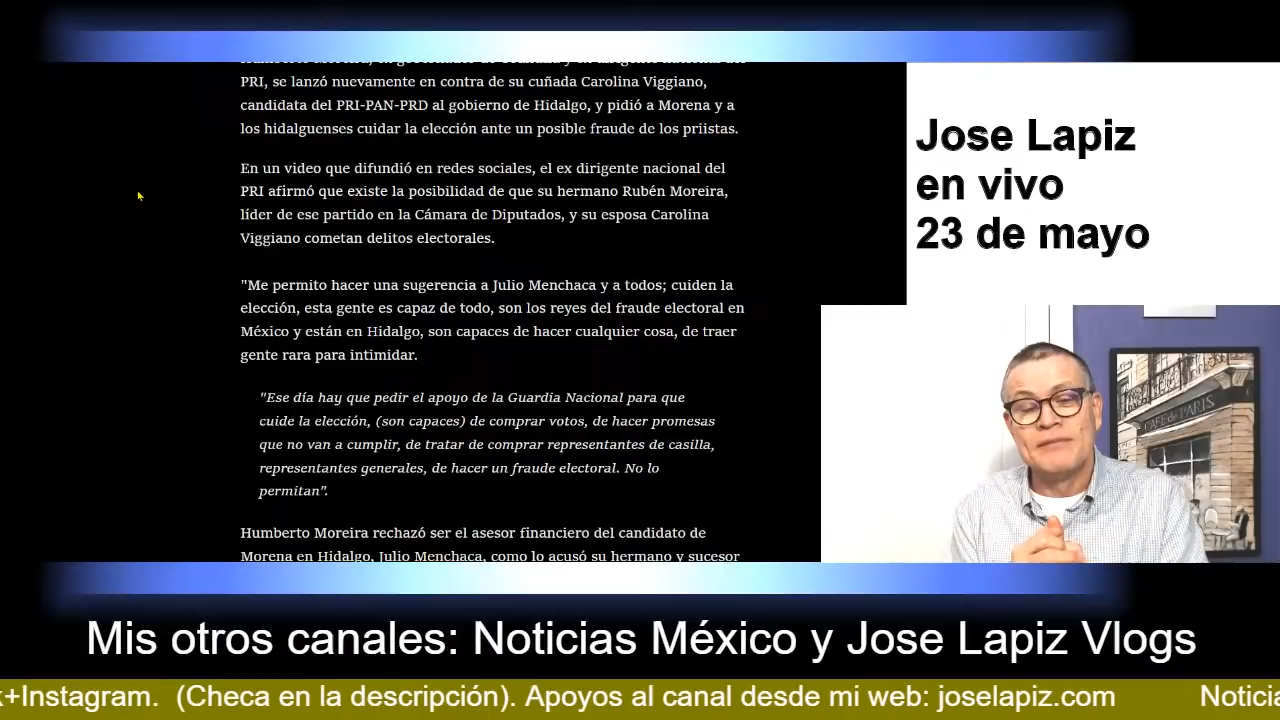 PRI, se lanzó nuevamente en contra de su cuñada Carolina Viggiano,
candidata del PRI-PAN-PRD al gobierno de Hidalgo, y pidió a Morena y a
los hidalguenses cuidar la elección ante un posible fraude de los priistas.
En un video que difundió en redes sociales, el ex dirigente nacional del
PRI afirmó que existe la posibilidad de que su hermano Rubén Moreira,
líder de ese partido en la Cámara de Diputados, y su esposa Carolina
Viggiano cometan delitos electorales.
"Me permito hacer una sugerencia a Julio Menchaca y a todos; cuiden la
elección, esta gente es capaz de todo, son los reyes del fraude electoral en
México y están en Hidalgo, son capaces de hacer cualquier cosa, de traer
gente rara para intimidar.
"Ese día hay que pedir el apoyo de la Guardia Nacional para que
cuide la elección, (son capaces) de comprar votos, de hacer promesas
que no van a cumplir, de tratar de comprar representantes de casilla,
representantes generales, de hacer un fraude electoral. No lo
permitan”.
Humberto Moreira rechazó ser el asesor financiero del candidato de
Morena en Hidalgo, Julio Menchaca, como lo acusó su hermano y sucesor
Jose Lapiz
en vivo
23 de mayo
CAFE de PARIS
Mis otros canales: Noticias México y Jose Lapiz Vlogs
k+Instagram. (Checa en la descripción). Apoyos al canal desde mi web: joselapiz.com Noticia